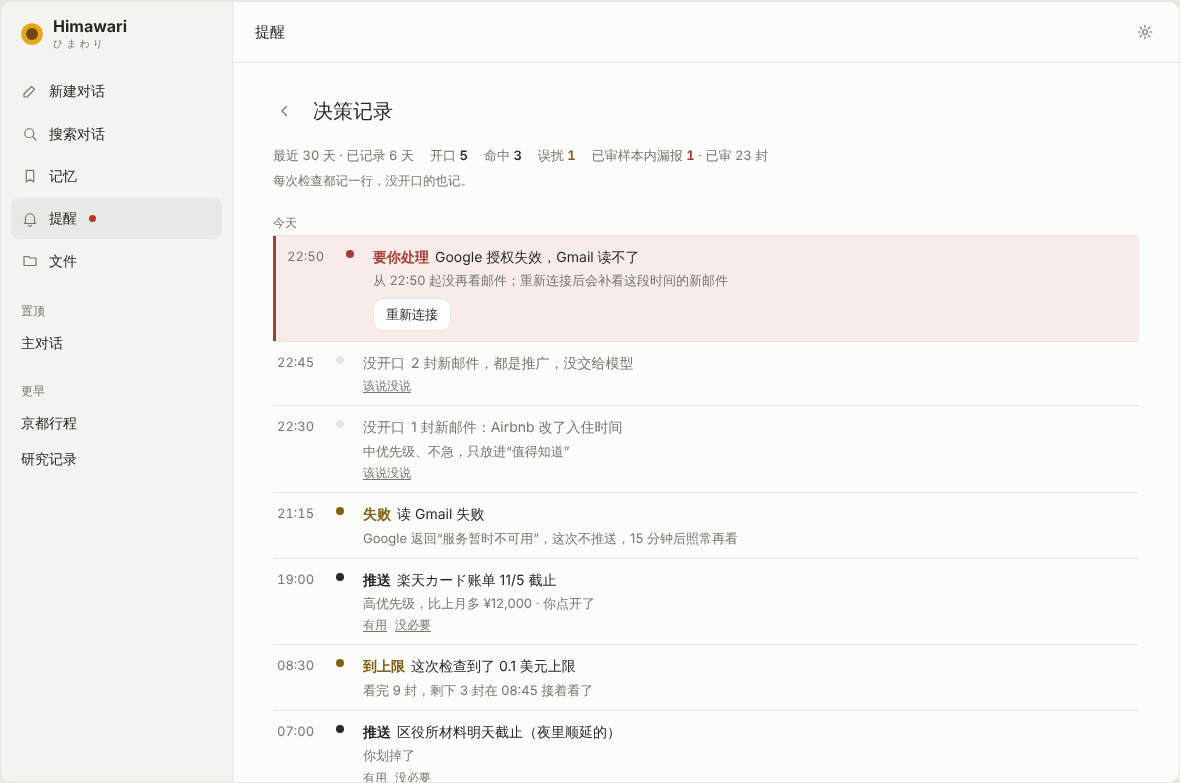 Himawari
ひまわり
新建对话
搜索对话
记忆
提醒
文件
置顶
主对话
更早
京都行程
研究记录
提醒
决策记录
最近 30 天 · 已记录 6 天 开口 5 命中 3 误扰 1 已审样本内漏报 1 · 已审 23 封
每次检查都记一行，没开口的也记。
今天
22:50 要你处理 Google 授权失效，Gmail 读不了
从 22:50 起没再看邮件；重新连接后会补看这段时间的新邮件
重新连接
22:45 没开口 2 封新邮件，都是推广，没交给模型
该说没说
22:30 没开口 1 封新邮件：Airbnb 改了入住时间
中优先级、不急，只放进“值得知道”
该说没说
21:15 失败 读 Gmail 失败
Google 返回“服务暂时不可用”，这次不推送，15 分钟后照常再看
19:00 推送 楽天カード账单 11/5 截止
高优先级，比上月多 ¥12,000 · 你点开了
有用 没必要
08:30 到上限 这次检查到了 0.1 美元上限
看完 9 封，剩下 3 封在 08:45 接着看了
07:00 推送 区役所材料明天截止（夜里顺延的）
你划掉了
有用 没必要